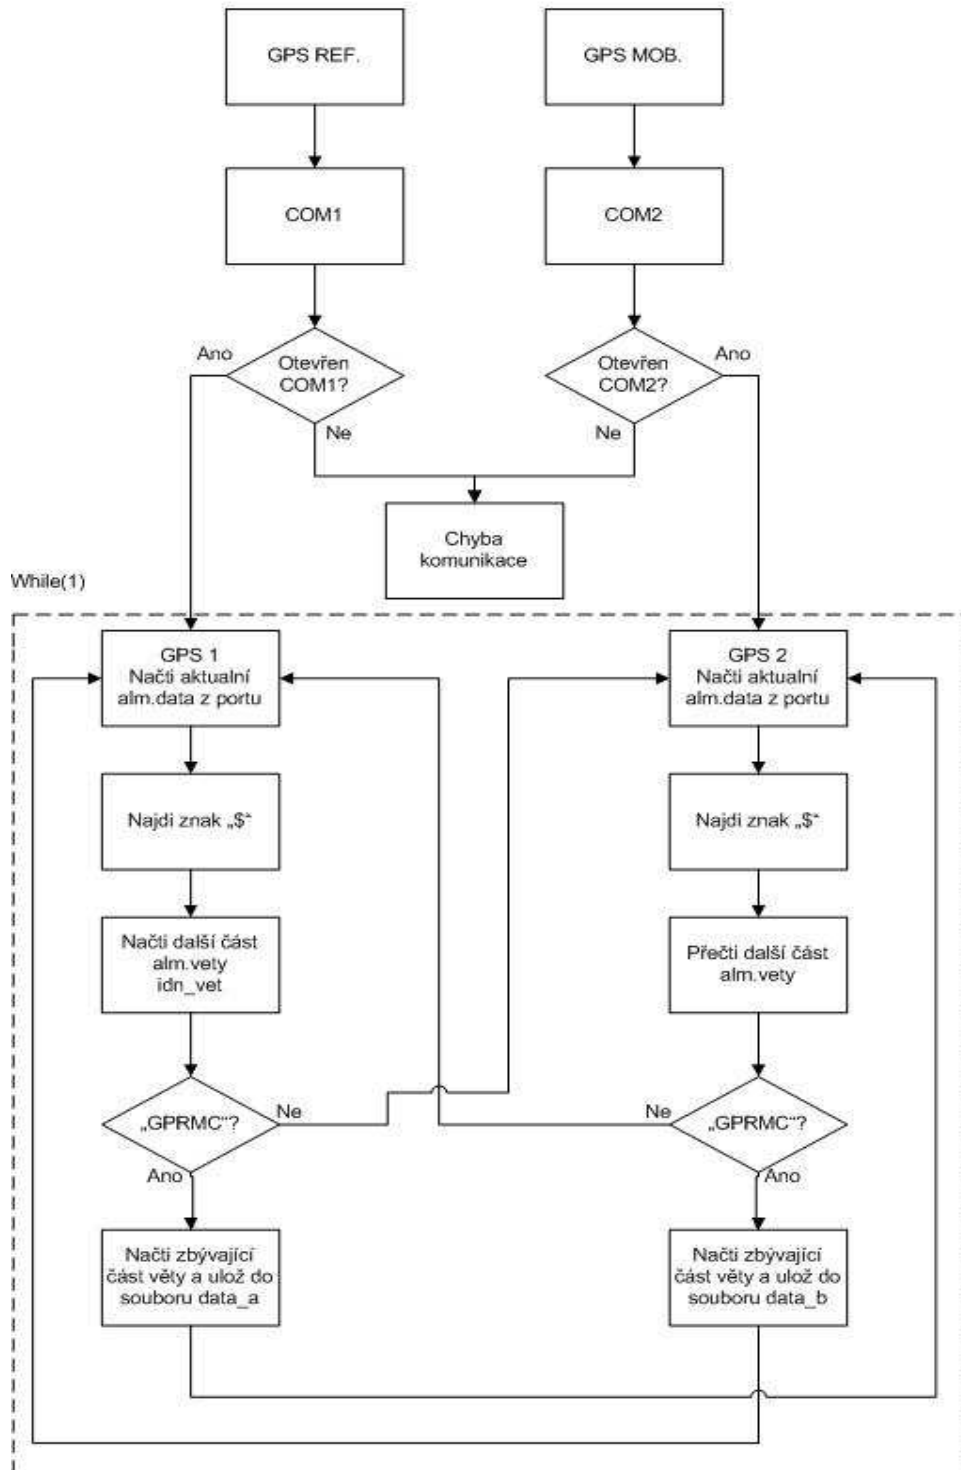 GPS REF.
GPS MOB.
COM1
COM2
Ano
Otevřen
COM1?
Ne
Otevřen
COM2?
Ano
Ne
Chyba
komunikace
While(1)
GPS 1
Načti aktualní
alm.data z portu
GPS 2
Načti aktualní
alm.data z portu
Najdi znak „$“
Najdi znak „$“
Načti další část
alm.vety
idn_vet
Přečti další část
alm.vety
„GPRMC“?
Ne
Ano
Ne
„GPRMC“?
Ano
Načti zbývající
část věty a ulož do
souboru data_a
Načti zbývající
část věty a ulož do
souboru data_b